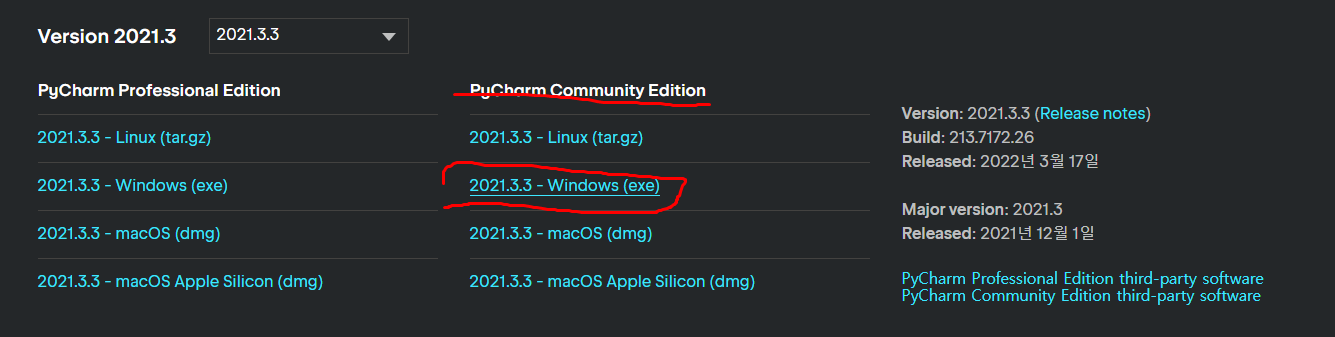 Version 2021.3
2021.3.3
PyCharm Professional Edition
2021.3.3 - Linux (tar.gz)
2021.3.3 - Windows (exe)
2021.3.3 - macOS (dmg)
2021.3.3 - macOS Apple Silicon (dmg)
PyCharm Community Edition
2021.3.3 - Linux (tar.gz)
2021.3.3 - Windows (exe)
2021.3.3 - macOS (dmg)
2021.3.3 - macOS Apple Silicon (dmg)
Version: 2021.3.3 (Release notes)
Build: 213.7172.26
Released: 2022년 3월 17일
Major version: 2021.3
Released: 2021년 12월 1일
PyCharm Professional Edition third-party software
PyCharm Community Edition third-party software